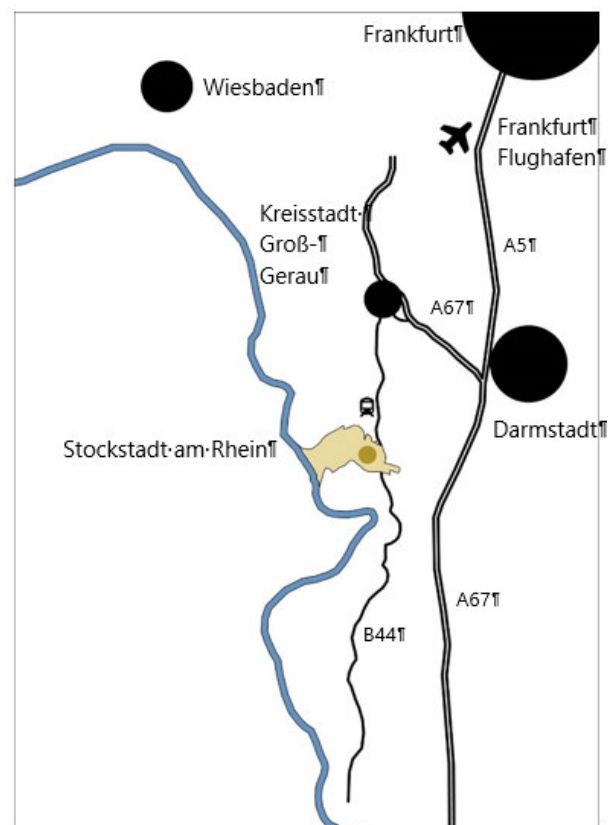 Frankfurt¶
Wiesbaden¶
Frankfurt¶
Flughafen¶
Kreisstadt·¶
Groß-¶
Gerau¶
A5¶
A67¶
Darmstadt¶
Stockstadt·am·Rhein¶
A67¶
B44¶